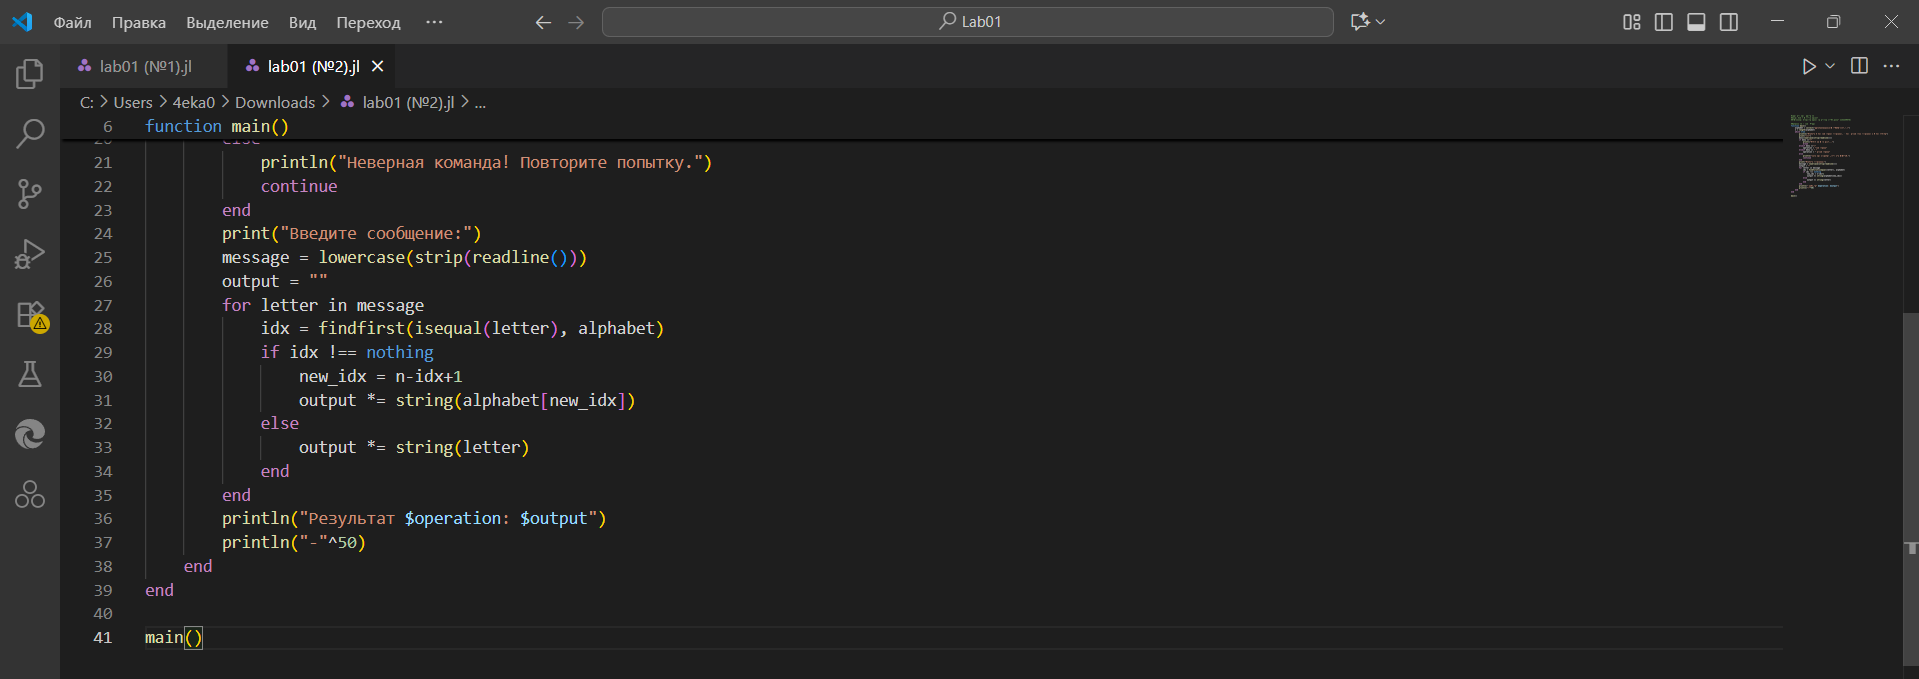 Файл Правка Выделение Вид Переход ··· Lab01
lab01 (№1).jl lab01 (№2).jl
C: > Users > 4eka0 > Downloads > lab01 (№2).jl > ...
6 function main()
20 else
21 println("Неверная команда! Повторите попытку.")
22 continue
23 end
24 print("Введите сообщение:")
25 message = lowercase(strip(readline()))
26 output = ""
27 for letter in message
28 idx = findfirst(isequal(letter), alphabet)
29 if idx !== nothing
30 new_idx = n-idx+1
31 output *= string(alphabet[new_idx])
32 else
33 output *= string(letter)
34 end
35 end
36 println("Результат $operation: $output")
37 println("-"^50)
38 end
39 end
40
41 main()